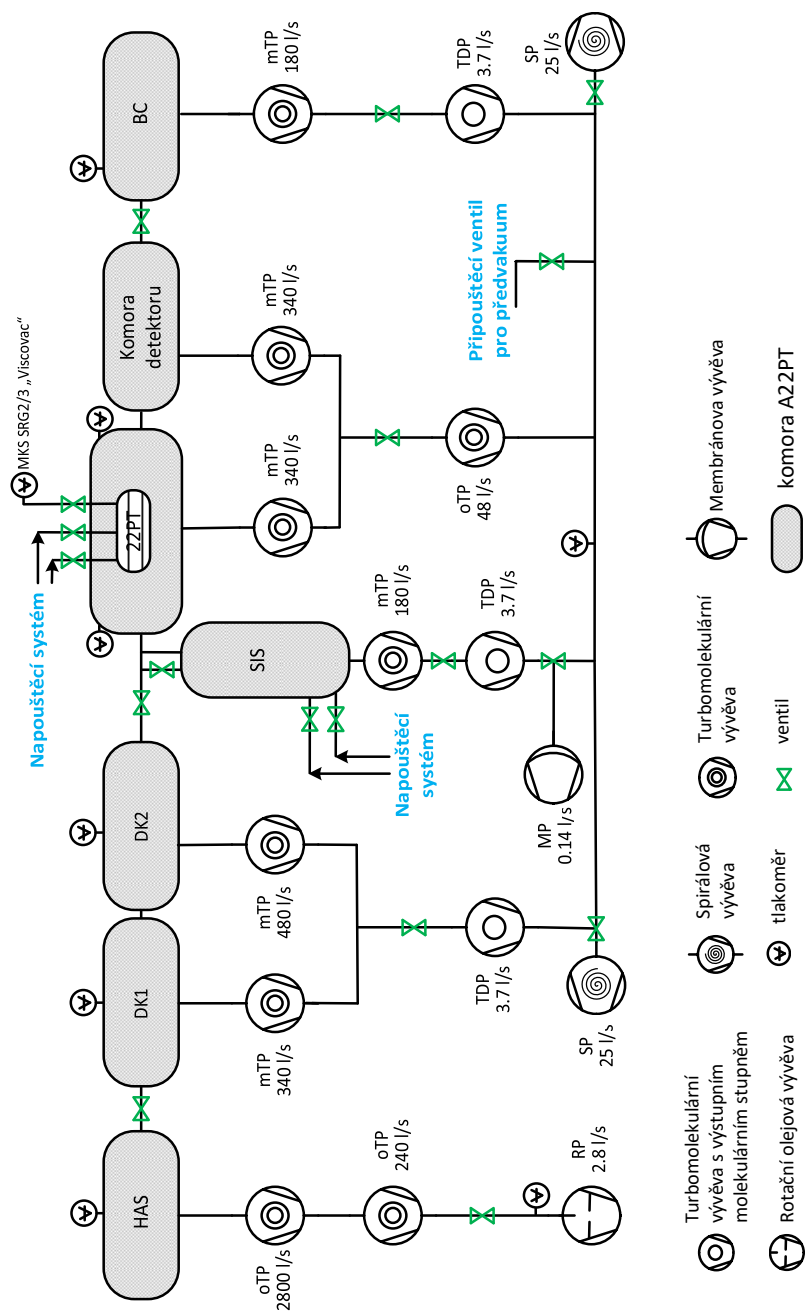 MKS SRG2/3 „Viscovac“
Napouštěcí systém
HAS
DK1
DK2
22PT
Komora
detektoru
BC
SIS
oTP
2800 l/s
oTP
240 l/s
RP
2.8 l/s
mTP
340 l/s
mTP
480 l/s
TDP
3.7 l/s
SP
25 l/s
Napouštěcí
systém
MP
0.14 l/s
mTP
180 l/s
TDP
3.7 l/s
mTP
340 l/s
mTP
340 l/s
oTP
48 l/s
Připouštěcí ventil
pro předvakuum
mTP
180 l/s
TDP
3.7 l/s
SP
25 l/s
Turbomolekulární
vývěva s výstupním
molekulárním stupněm
Spirálová
vývěva
Turbomolekulární
vývěva
Membránova vývěva
Rotační olejová vývěva
tlakoměr
ventil
komora A22PT